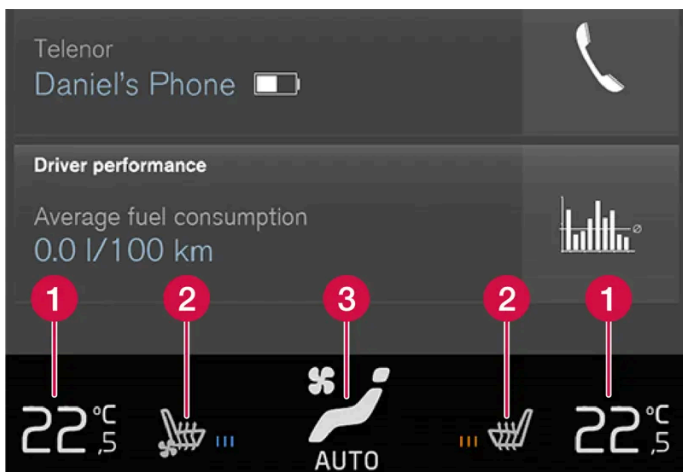 Telenor
Daniel's Phone
Driver performance
Average fuel consumption
0.0 l/100 km
1 2 3 2 1
22,5 °C 22,5 °C
AUTO